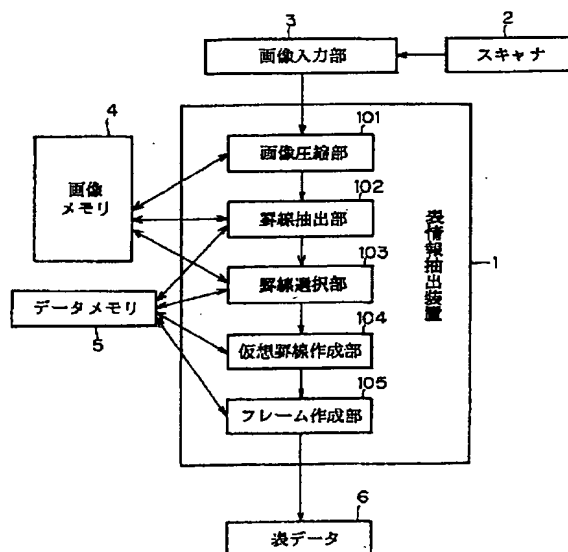 3
画像入力部
2
スキャナ
4
画像
メモリ
101
画像圧縮部
102
罫線抽出部
103
罫線選択部
104
仮想罫線作成部
105
フレーム作成部
表情報抽出装置
1
データメモリ
5
6
表データ